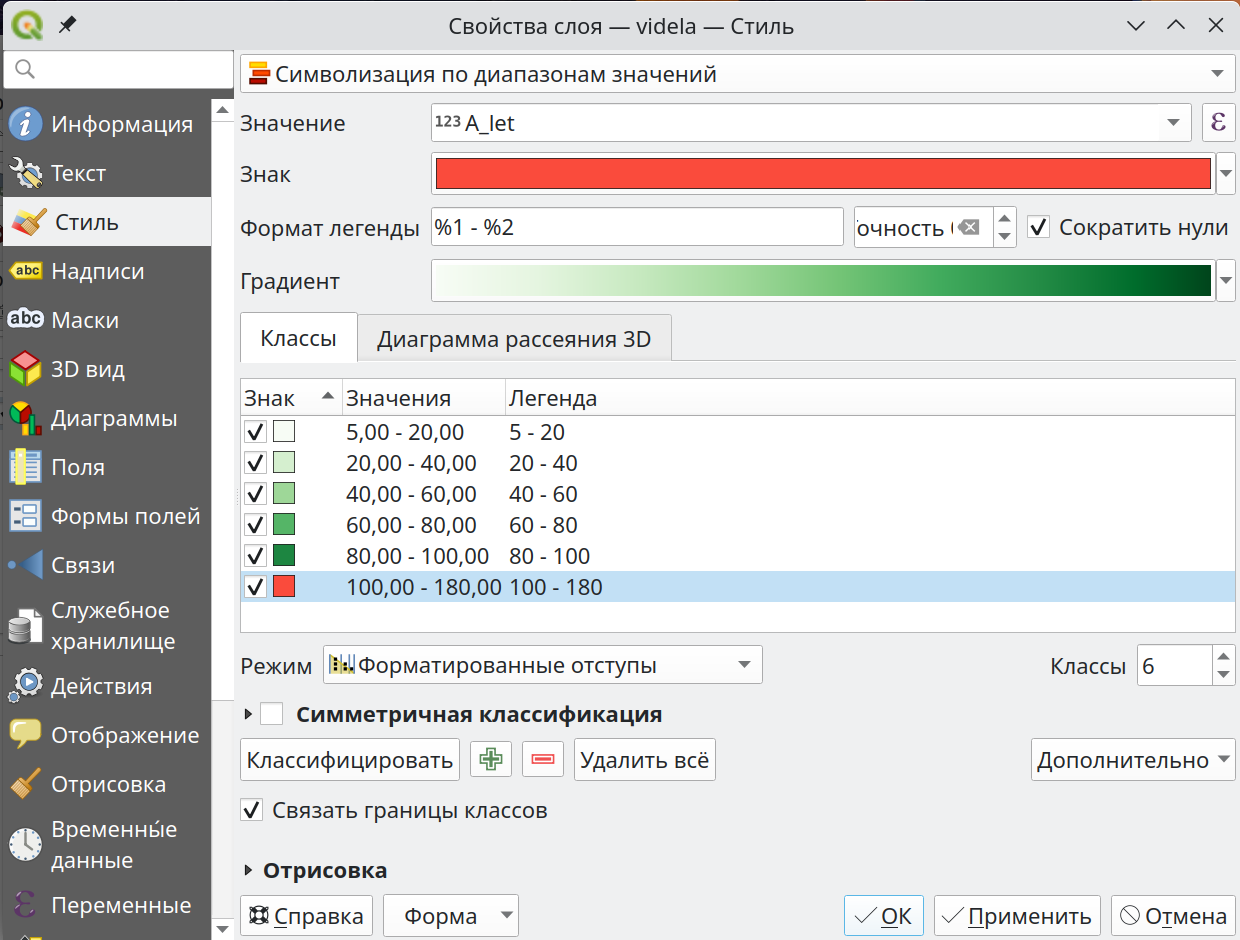 Свойства слоя — videla — Стиль
Символизация по диапазонам значений
Информация
Текст
Стиль
Надписи
Маски
3D вид
Диаграммы
Поля
Формы полей
Связи
Служебное
хранилище
Действия
Отображение
Отрисовка
Временны́е
данные
Переменные
Значение 123 A_let ε
Знак
Формат легенды %1 - %2 очность Сократить нули
Градиент
Классы Диаграмма рассеяния 3D
Знак Значения Легенда
5,00 - 20,00 5 - 20
20,00 - 40,00 20 - 40
40,00 - 60,00 40 - 60
60,00 - 80,00 60 - 80
80,00 - 100,00 80 - 100
100,00 - 180,00 100 - 180
Режим Форматированные отступы Классы 6
Симметричная классификация
Классифицировать Удалить всё Дополнительно
Связать границы классов
Отрисовка
Справка Форма OK Применить Отмена